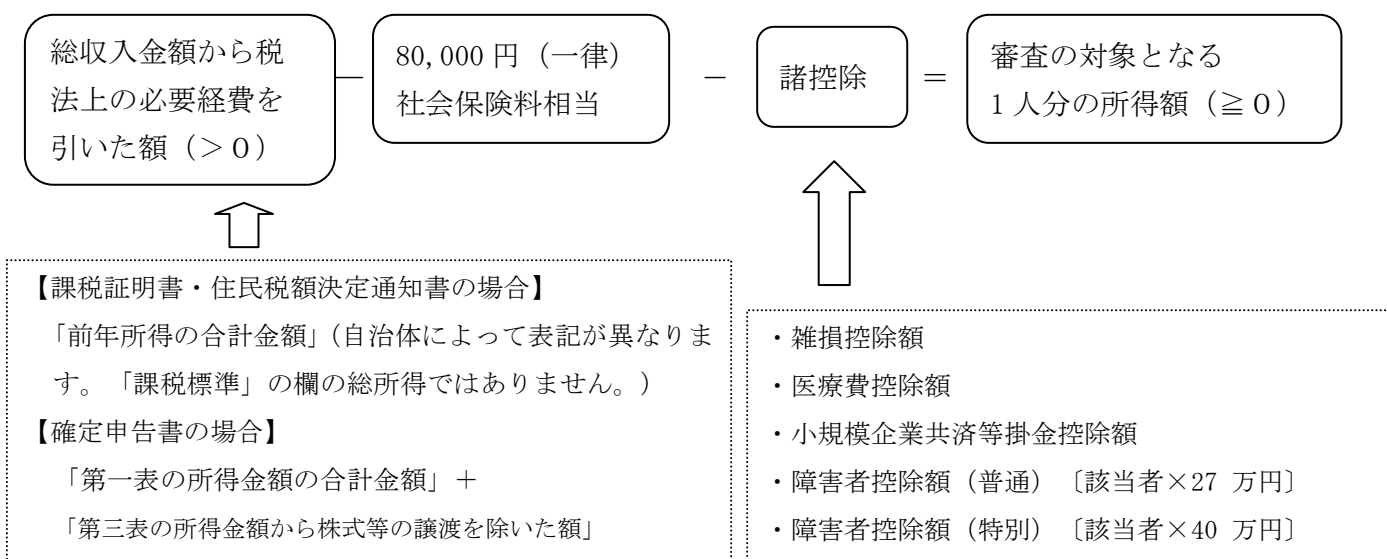 総収入金額から税
法上の必要経費を
引いた額（＞０）
－
80,000 円（一律）
社会保険料相当
－
諸控除
＝
審査の対象となる
1 人分の所得額（≧０）
【課税証明書・住民税額決定通知書の場合】
「前年所得の合計金額」（自治体によって表記が異なりま
す。「課税標準」の欄の総所得ではありません。）
【確定申告書の場合】
「第一表の所得金額の合計金額」＋
「第三表の所得金額から株式等の譲渡を除いた額」
・雑損控除額
・医療費控除額
・小規模企業共済等掛金控除額
・障害者控除額（普通）〔該当者×27 万円〕
・障害者控除額（特別）〔該当者×40 万円〕